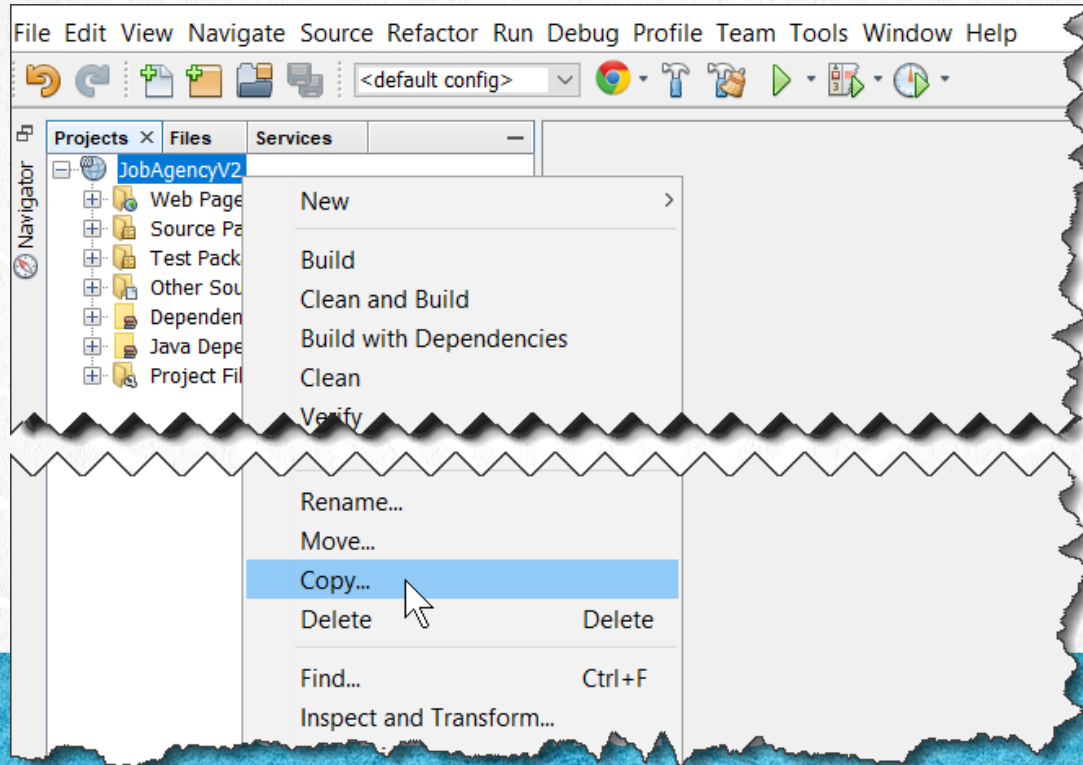 File Edit View Navigate Source Refactor Run Debug Profile Team Tools Window Help
<default config>
Projects Files Services
Navigator
JobAgencyV2
Web Page
Source Pa
Test Pack
Other Sou
Dependen
Java Depe
Project Fil
New
Build
Clean and Build
Build with Dependencies
Clean
Verify
Rename...
Move...
Copy...
Delete Delete
Find... Ctrl+F
Inspect and Transform...